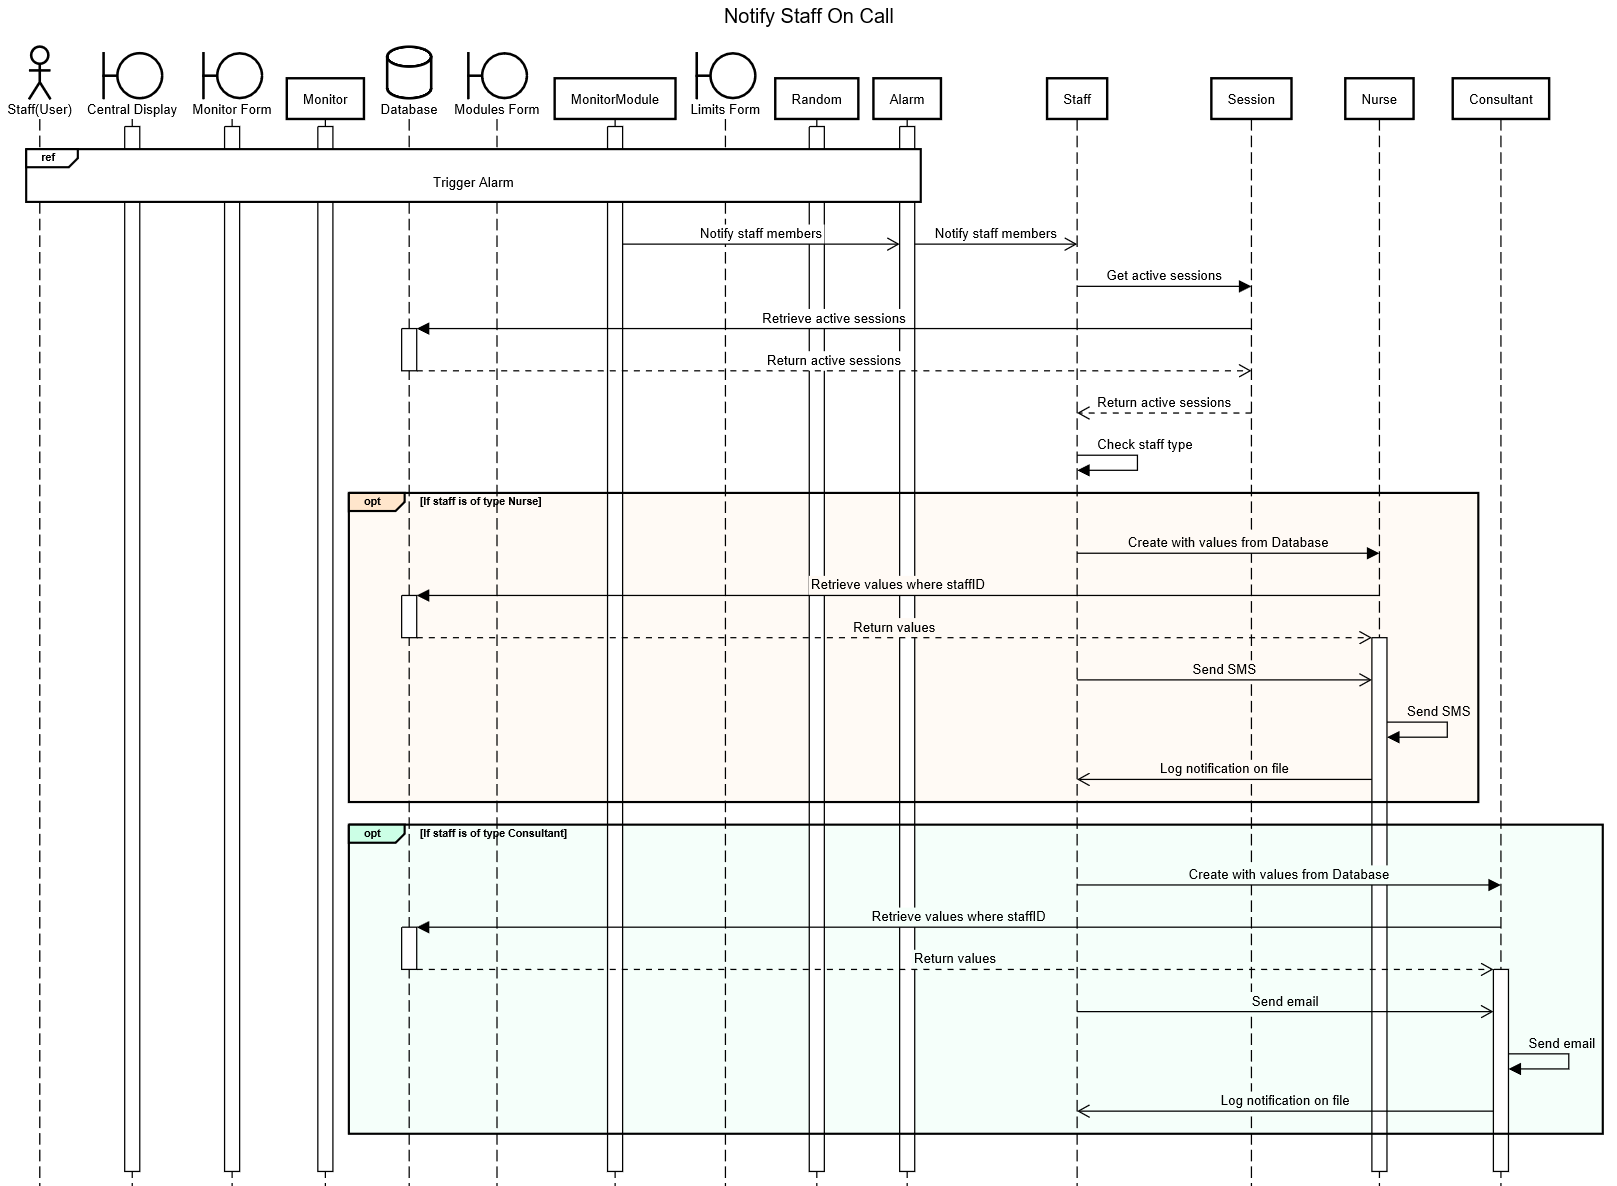 Notify Staff On Call
Staff(User)
Central Display
Monitor Form
Monitor
Database
Modules Form
MonitorModule
Limits Form
Random
Alarm
Staff
Session
Nurse
Consultant
ref
Trigger Alarm
Notify staff members
Notify staff members
Get active sessions
Retrieve active sessions
Return active sessions
Return active sessions
Check staff type
opt
[If staff is of type Nurse]
Create with values from Database
Retrieve values where staffID
Return values
Send SMS
Send SMS
Log notification on file
opt
[If staff is of type Consultant]
Create with values from Database
Retrieve values where staffID
Return values
Send email
Send email
Log notification on file